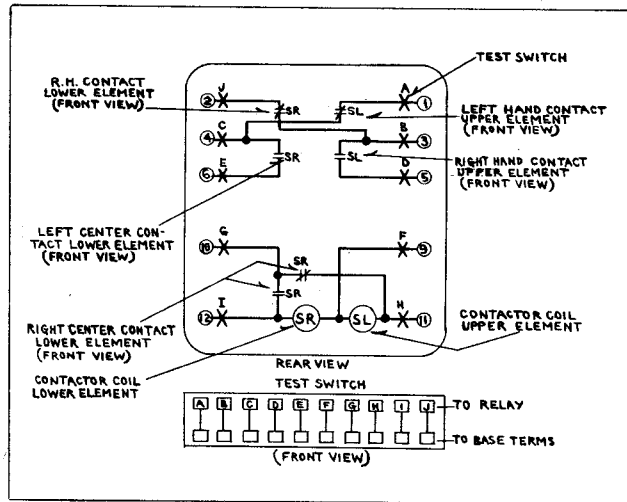 TEST SWITCH
R.H. CONTACT
LOWER ELEMENT
(FRONT VIEW)
J
A
2
1
SR
SL
LEFT HAND CONTACT
UPPER ELEMENT
(FRONT VIEW)
C
B
4
3
SR
SL
RIGHT HAND CONTACT
UPPER ELEMENT
(FRONT VIEW)
E
D
6
5
LEFT CENTER CON-
TACT LOWER ELEMENT
(FRONT VIEW)
G
F
10
9
SR
SR
I
H
12
SR
SL
11
RIGHT CENTER CONTACT
LOWER ELEMENT
(FRONT VIEW)
CONTACTOR COIL
UPPER ELEMENT
CONTACTOR COIL
LOWER ELEMENT
REAR VIEW
TEST SWITCH
A B C D E F G H I J
TO RELAY
TO BASE TERMS
(FRONT VIEW)